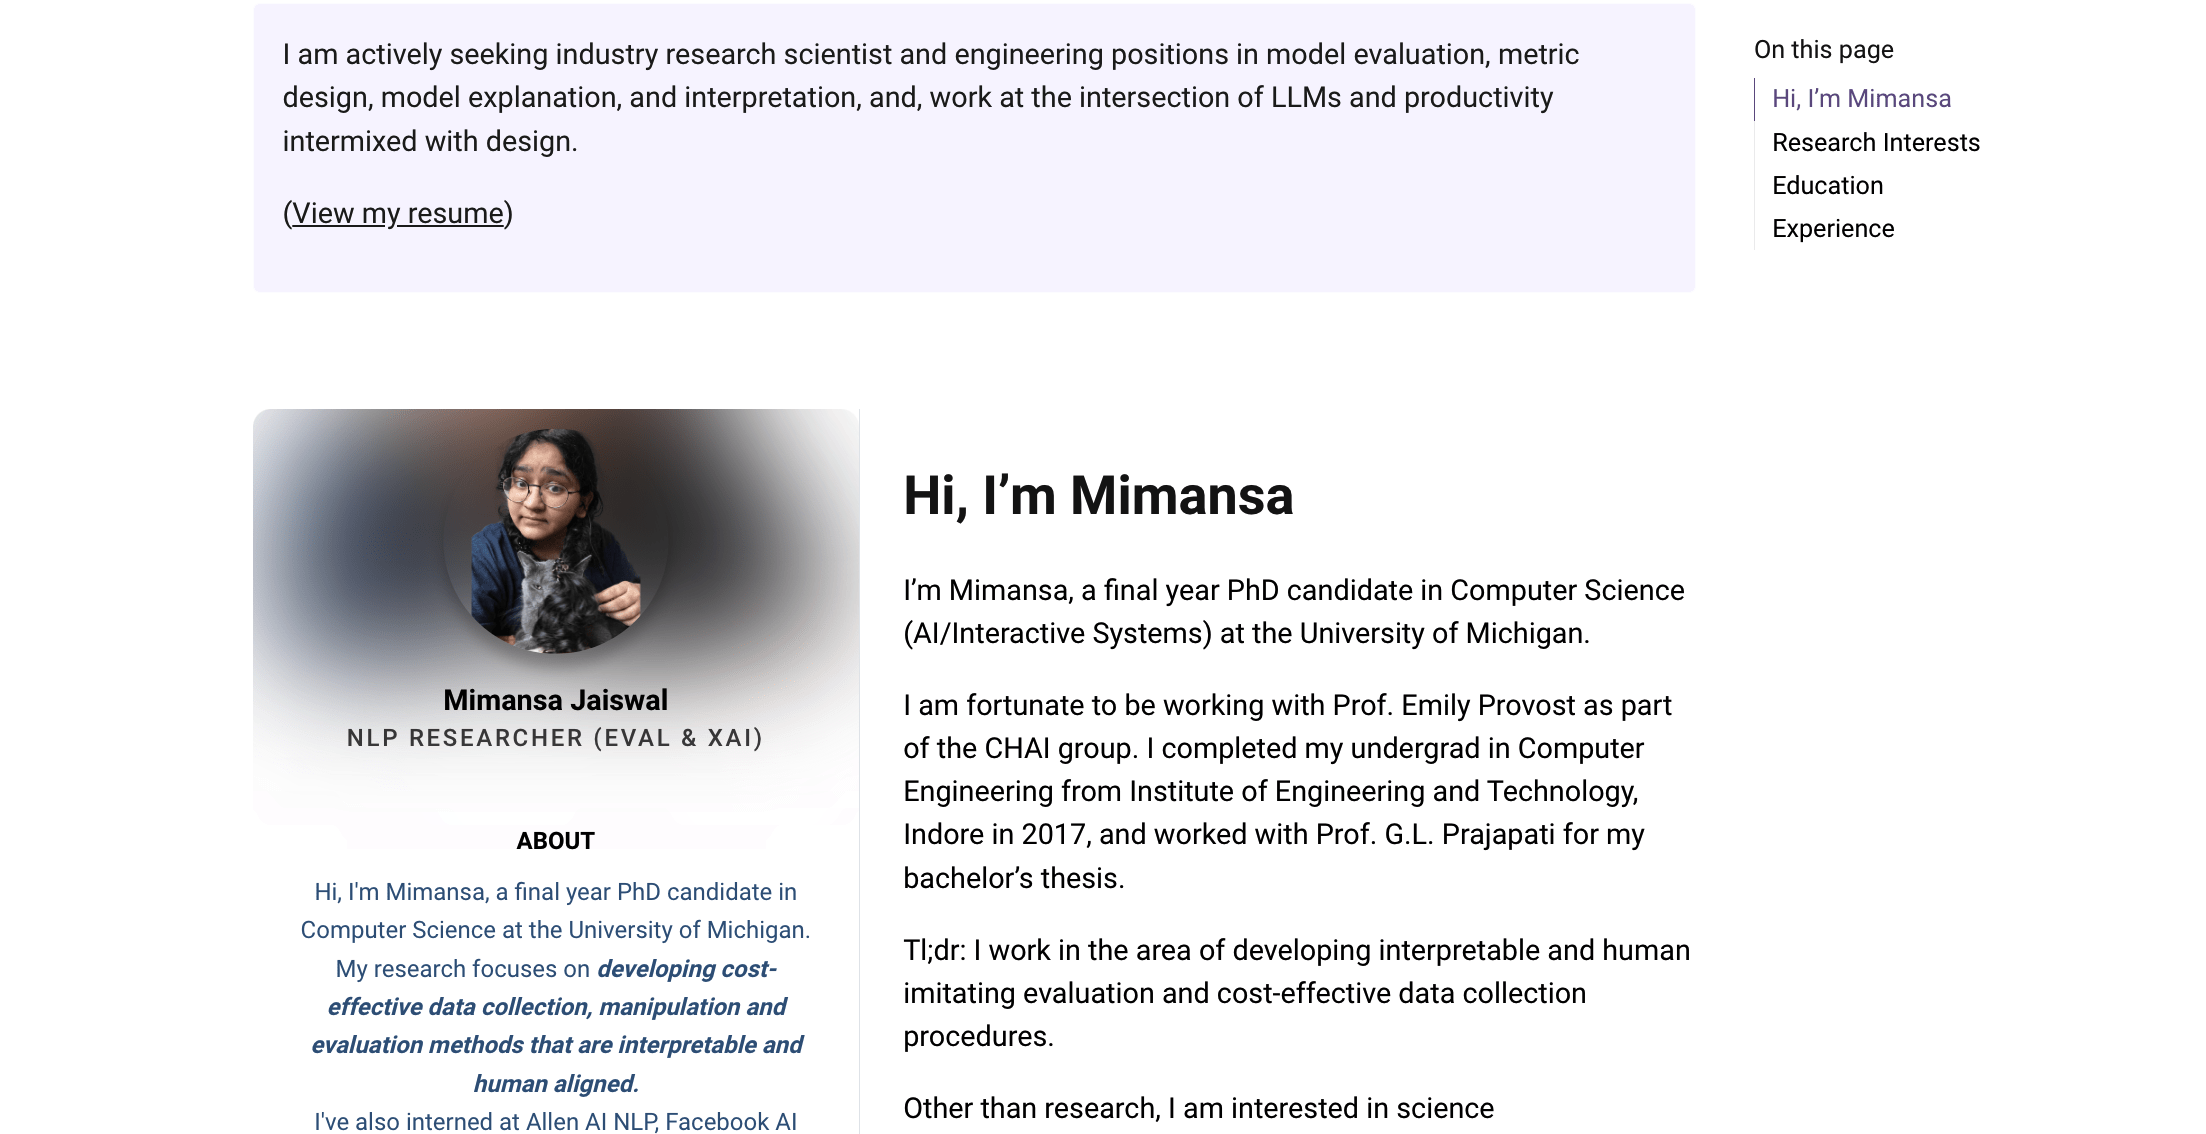 I am actively seeking industry research scientist and engineering positions in model evaluation, metric
design, model explanation, and interpretation, and, work at the intersection of LLMs and productivity
intermixed with design.
(View my resume)
On this page
Hi, I’m Mimansa
Research Interests
Education
Experience
Mimansa Jaiswal
NLP RESEARCHER (EVAL & XAI)
ABOUT
Hi, I'm Mimansa, a final year PhD candidate in
Computer Science at the University of Michigan.
My research focuses on developing cost-
effective data collection, manipulation and
evaluation methods that are interpretable and
human aligned.
I've also interned at Allen AI NLP, Facebook AI
Hi, I’m Mimansa
I’m Mimansa, a final year PhD candidate in Computer Science
(AI/Interactive Systems) at the University of Michigan.
I am fortunate to be working with Prof. Emily Provost as part
of the CHAI group. I completed my undergrad in Computer
Engineering from Institute of Engineering and Technology,
Indore in 2017, and worked with Prof. G.L. Prajapati for my
bachelor’s thesis.
Tl;dr: I work in the area of developing interpretable and human
imitating evaluation and cost-effective data collection
procedures.
Other than research, I am interested in science